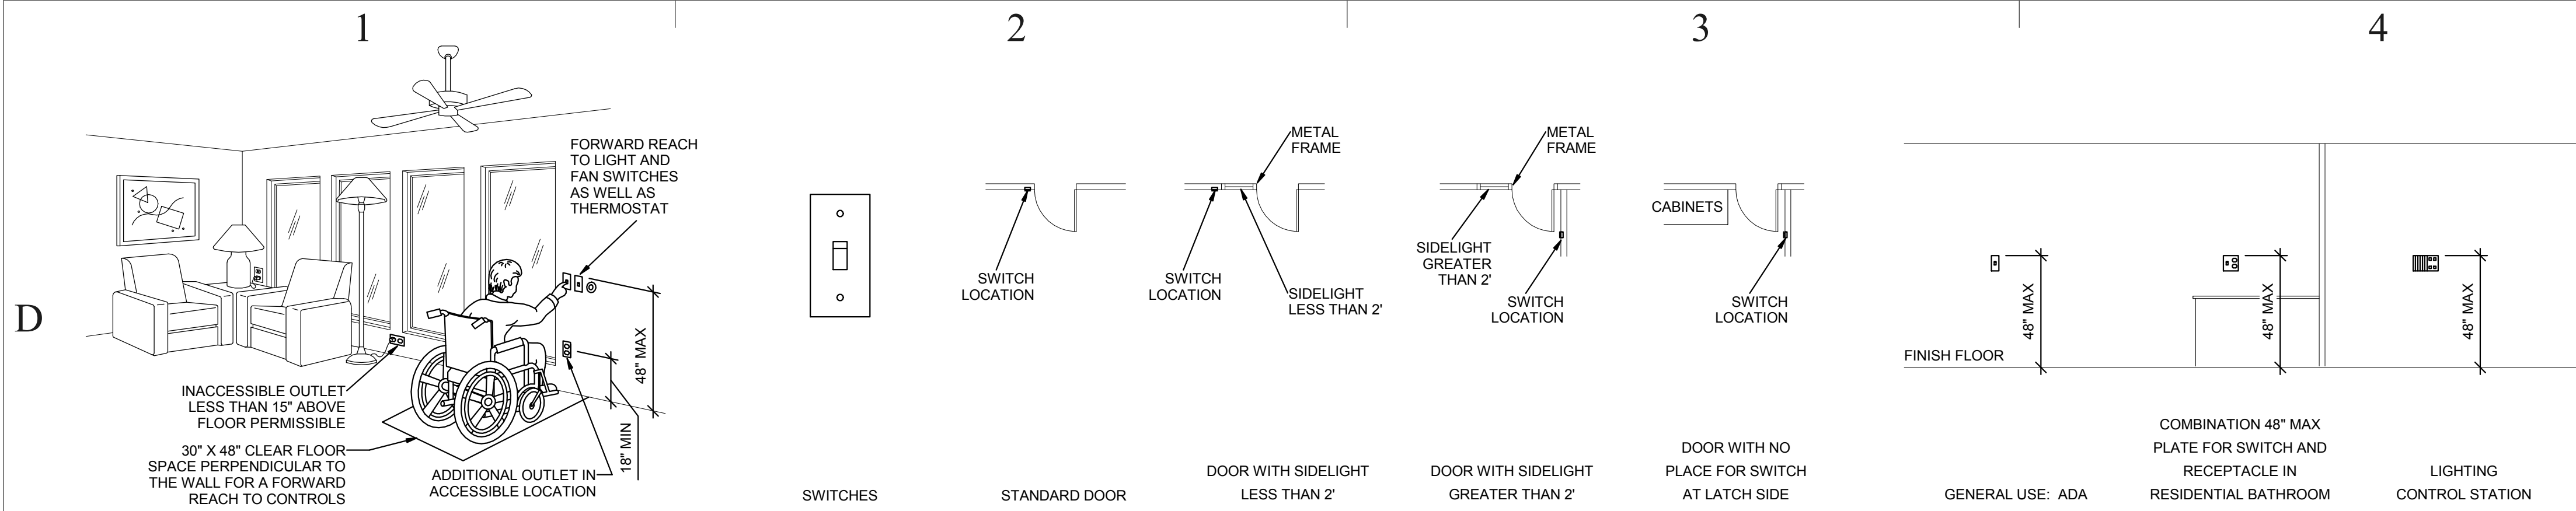 1
2
3
4
D
FORWARD REACH
TO LIGHT AND
FAN SWITCHES
AS WELL AS
THERMOSTAT
48" MAX
18" MIN
INACCESSIBLE OUTLET
LESS THAN 15" ABOVE
FLOOR PERMISSIBLE
30" X 48" CLEAR FLOOR
SPACE PERPENDICULAR TO
THE WALL FOR A FORWARD
REACH TO CONTROLS
ADDITIONAL OUTLET IN
ACCESSIBLE LOCATION
SWITCHES
SWITCH
LOCATION
STANDARD DOOR
METAL
FRAME
SWITCH
LOCATION
SIDELIGHT
LESS THAN 2'
DOOR WITH SIDELIGHT
LESS THAN 2'
METAL
FRAME
SIDELIGHT
GREATER
THAN 2'
SWITCH
LOCATION
DOOR WITH SIDELIGHT
GREATER THAN 2'
CABINETS
SWITCH
LOCATION
DOOR WITH NO
PLACE FOR SWITCH
AT LATCH SIDE
FINISH FLOOR
48" MAX
GENERAL USE: ADA
48" MAX
COMBINATION 48" MAX
PLATE FOR SWITCH AND
RECEPTACLE IN
RESIDENTIAL BATHROOM
48" MAX
LIGHTING
CONTROL STATION